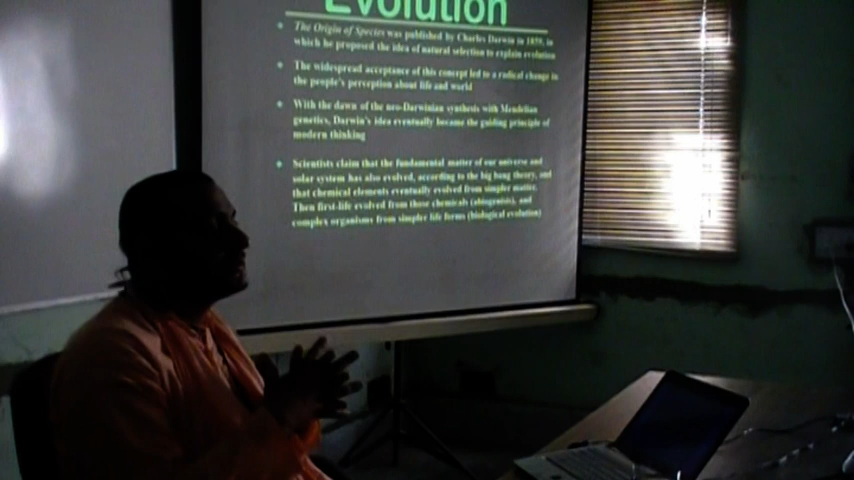 Evolution
The Origin of Species was published by Charles Darwin in 1859, in
which he proposed the idea of natural selection to explain evolution
The widespread acceptance of this concept led to a radical change in
the people's perception about life and world
With the dawn of the neo-Darwinian synthesis with Mendelian
genetics, Darwin's idea eventually became the guiding principle of
modern thinking
Scientists claim that the fundamental matter of our universe and
solar system has also evolved, according to the big bang theory, and
that chemical elements eventually evolved from simpler matter.
Then first-life evolved from those chemicals (abiogenesis), and
complex organisms from simpler life forms (biological evolution)